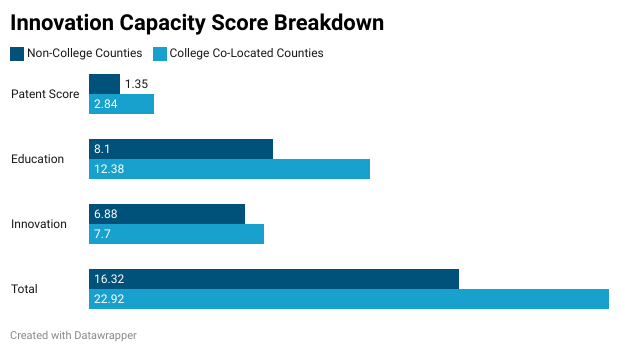 Innovation Capacity Score Breakdown
Non-College Counties College Co-Located Counties
Patent Score 1.35
2.84
Education 8.1
12.38
Innovation 6.88
7.7
Total 16.32
22.92
Created with Datawrapper